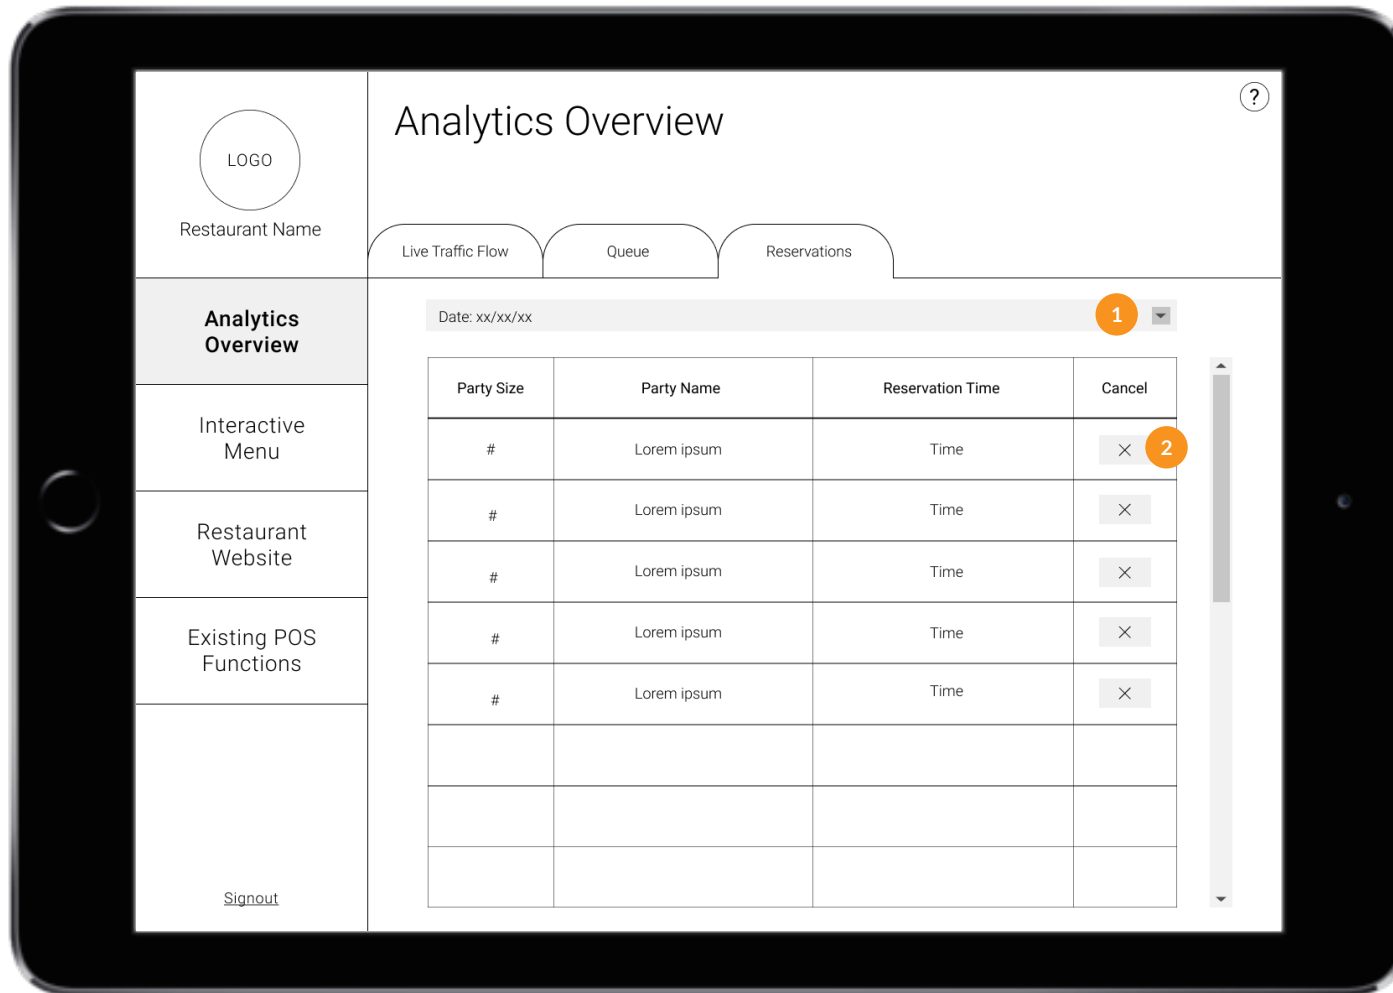 LOGO
Restaurant Name
Analytics Overview
?
Live Traffic Flow
Queue
Reservations
Analytics
Overview
Interactive
Menu
Restaurant
Website
Existing POS
Functions
Signout
Date: xx/xx/xx
1
Party Size Party Name Reservation Time Cancel
# Lorem ipsum Time × 2
# Lorem ipsum Time ×
# Lorem ipsum Time ×
# Lorem ipsum Time ×
# Lorem ipsum Time ×